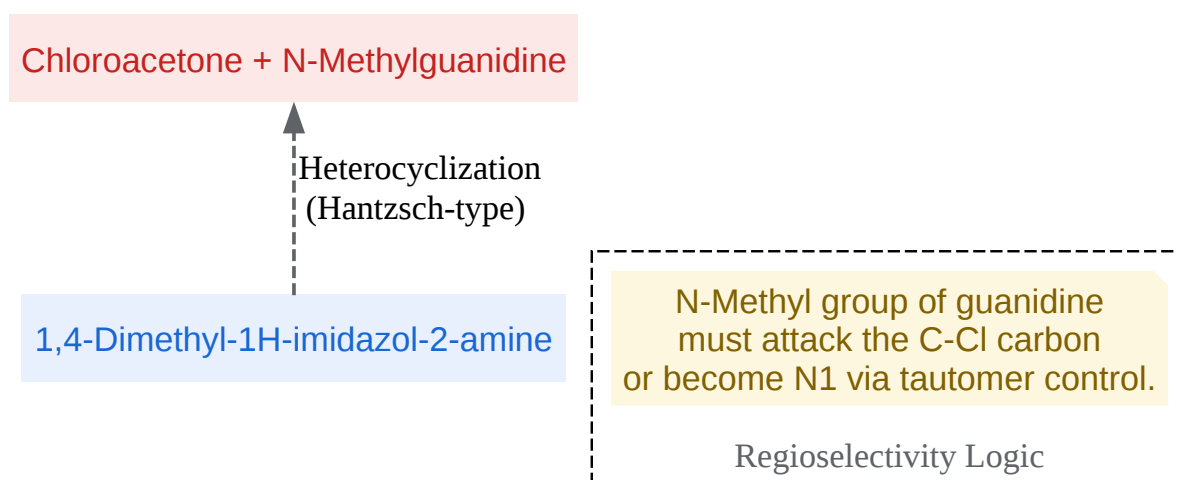 Chloroacetone + N-Methylguanidine
Heterocyclization
(Hantzsch-type)
1,4-Dimethyl-1H-imidazol-2-amine
N-Methyl group of guanidine
must attack the C-Cl carbon
or become N1 via tautomer control.
Regioselectivity Logic